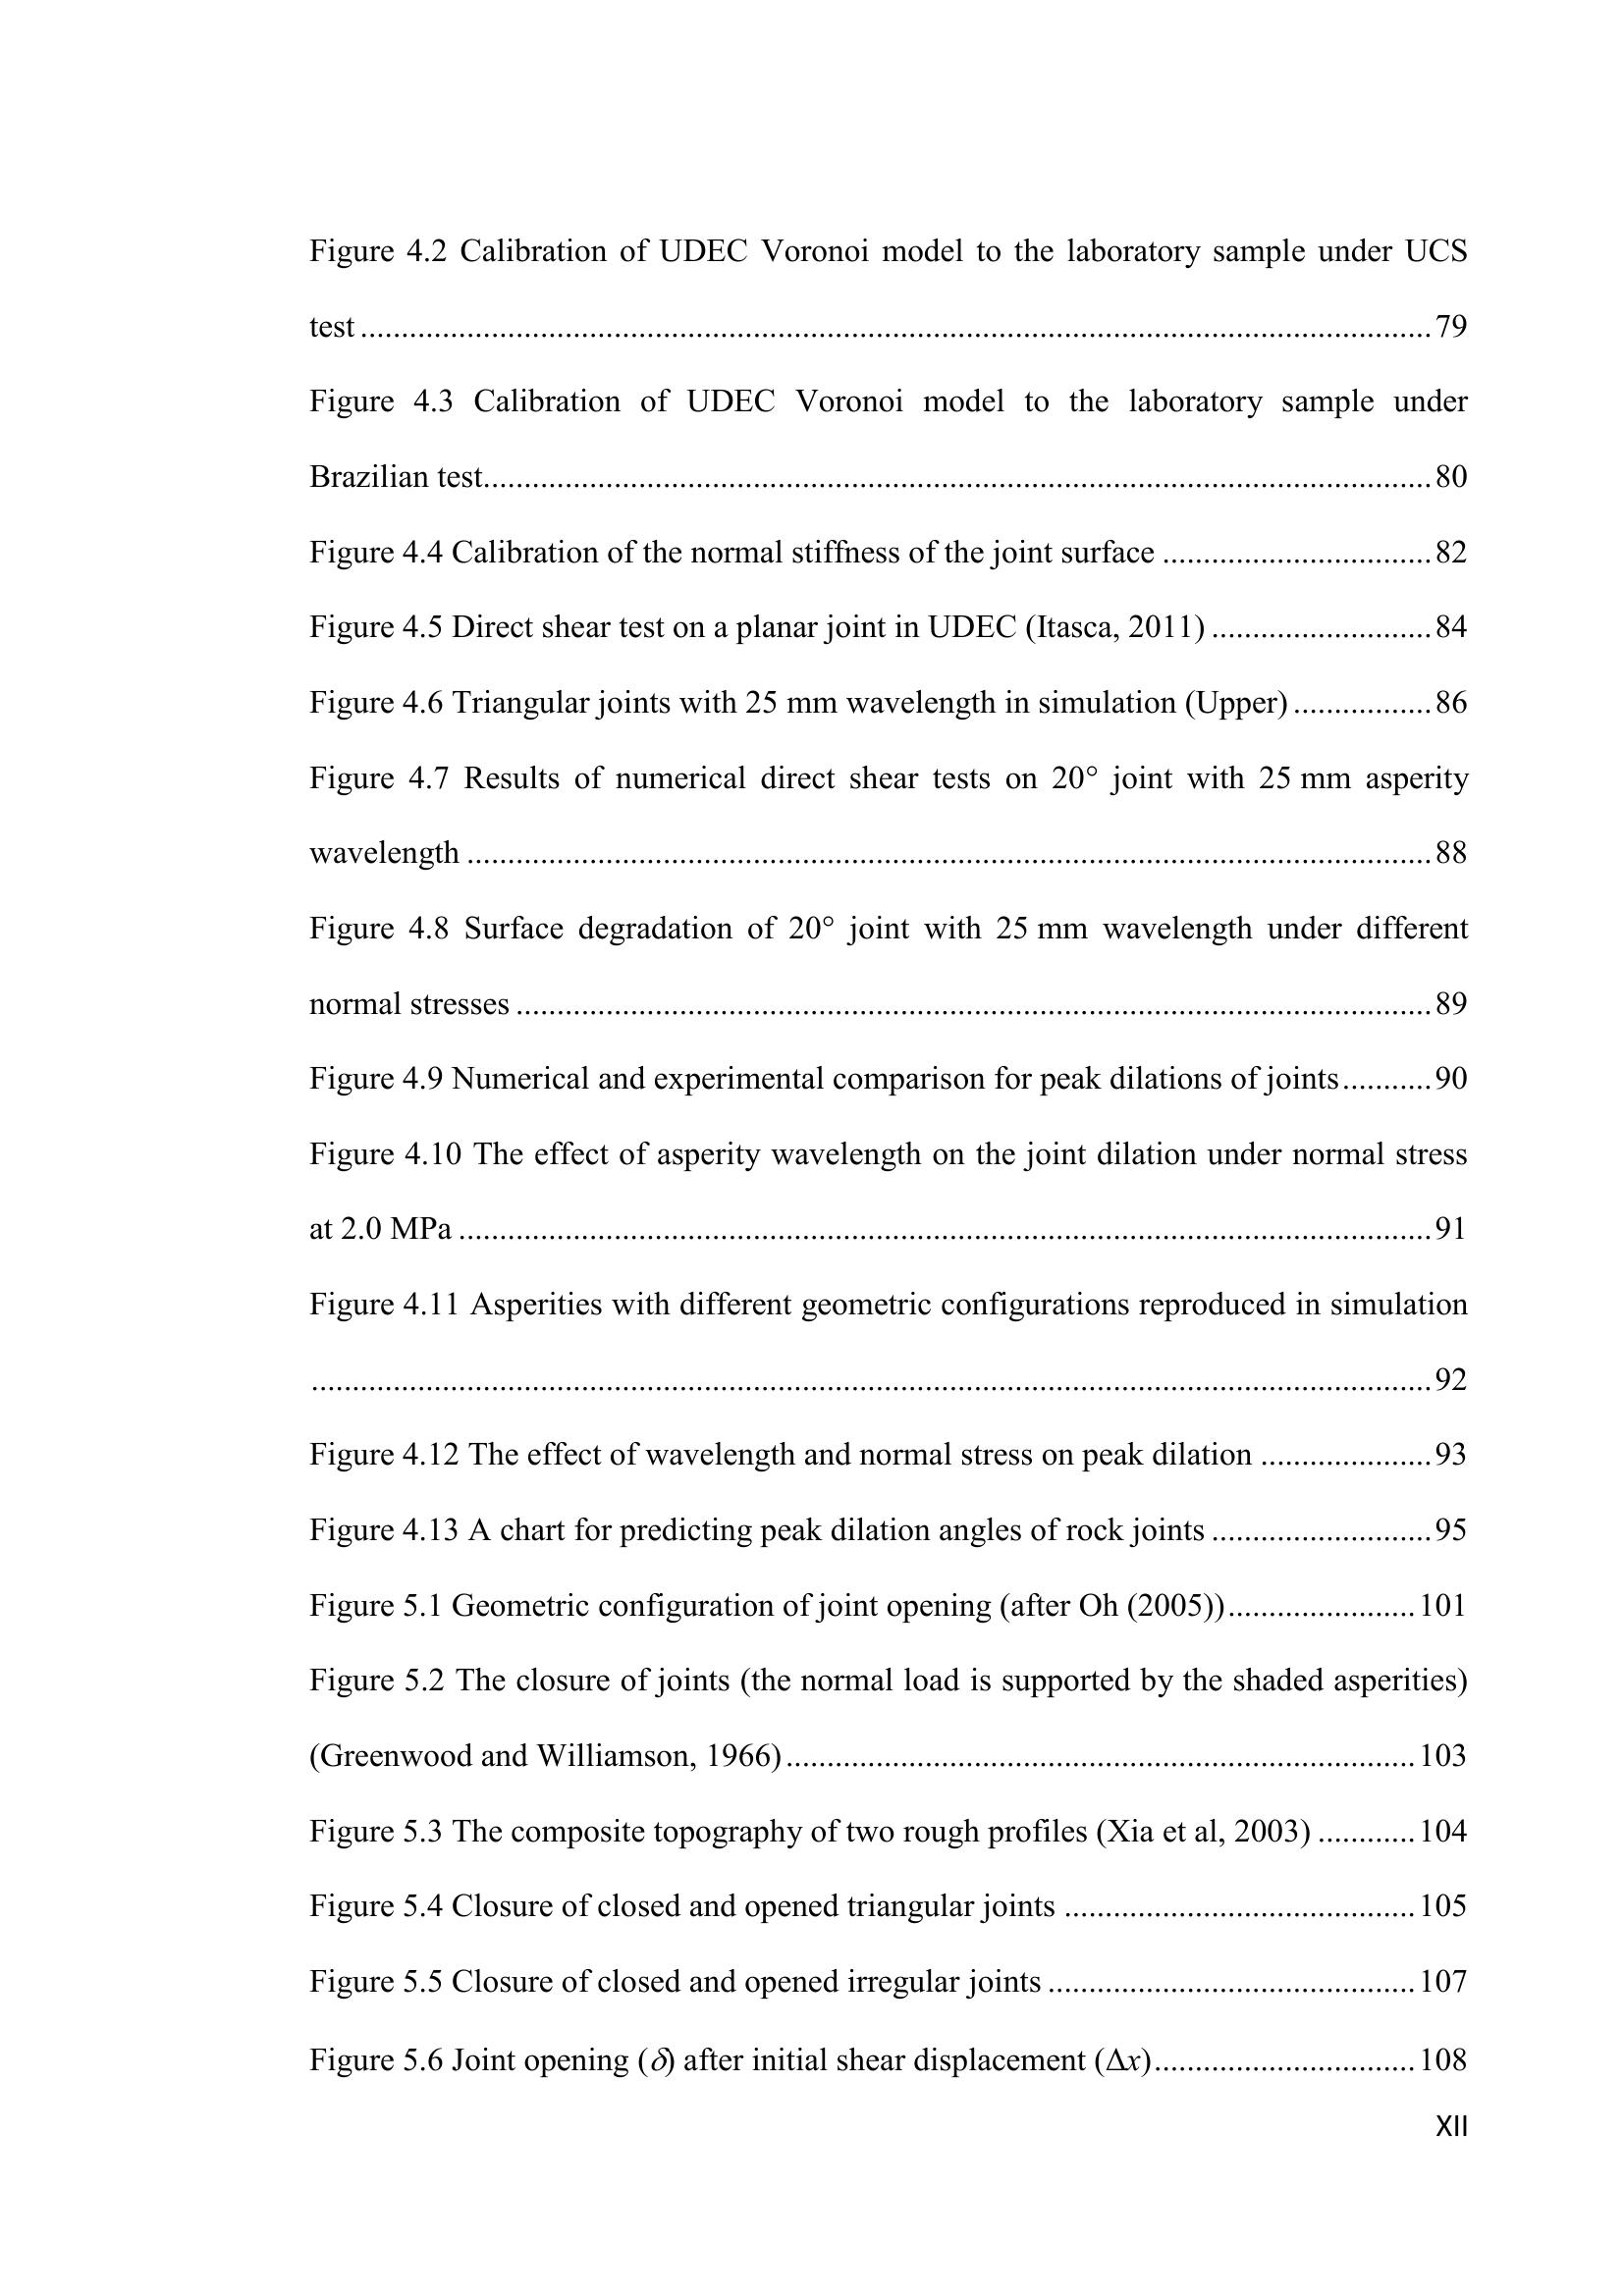 Figure 4.2 Calibration of UDEC Voronoi model to the laboratory sample under UCS
test ........................................................................................................................ 79
Figure 4.3 Calibration of UDEC Voronoi model to the laboratory sample under
Brazilian test........................................................................................................ 80
Figure 4.4 Calibration of the normal stiffness of the joint surface ................................. 82
Figure 4.5 Direct shear test on a planar joint in UDEC (Itasca, 2011) ........................... 84
Figure 4.6 Triangular joints with 25 mm wavelength in simulation (Upper) ................. 86
Figure 4.7 Results of numerical direct shear tests on 20° joint with 25 mm asperity
wavelength ........................................................................................................... 88
Figure 4.8 Surface degradation of 20° joint with 25 mm wavelength under different
normal stresses ..................................................................................................... 89
Figure 4.9 Numerical and experimental comparison for peak dilations of joints ........... 90
Figure 4.10 The effect of asperity wavelength on the joint dilation under normal stress
at 2.0 MPa ............................................................................................................ 91
Figure 4.11 Asperities with different geometric configurations reproduced in simulation
............................................................................................................................ 92
Figure 4.12 The effect of wavelength and normal stress on peak dilation ..................... 93
Figure 4.13 A chart for predicting peak dilation angles of rock joints ........................... 95
Figure 5.1 Geometric configuration of joint opening (after Oh (2005)) ....................... 101
Figure 5.2 The closure of joints (the normal load is supported by the shaded asperities)
(Greenwood and Williamson, 1966) ............................................................................. 103
Figure 5.3 The composite topography of two rough profiles (Xia et al, 2003) ............ 104
Figure 5.4 Closure of closed and opened triangular joints ........................................... 105
Figure 5.5 Closure of closed and opened irregular joints ............................................. 107
Figure 5.6 Joint opening (δ) after initial shear displacement (Δx) ................................ 108
XII